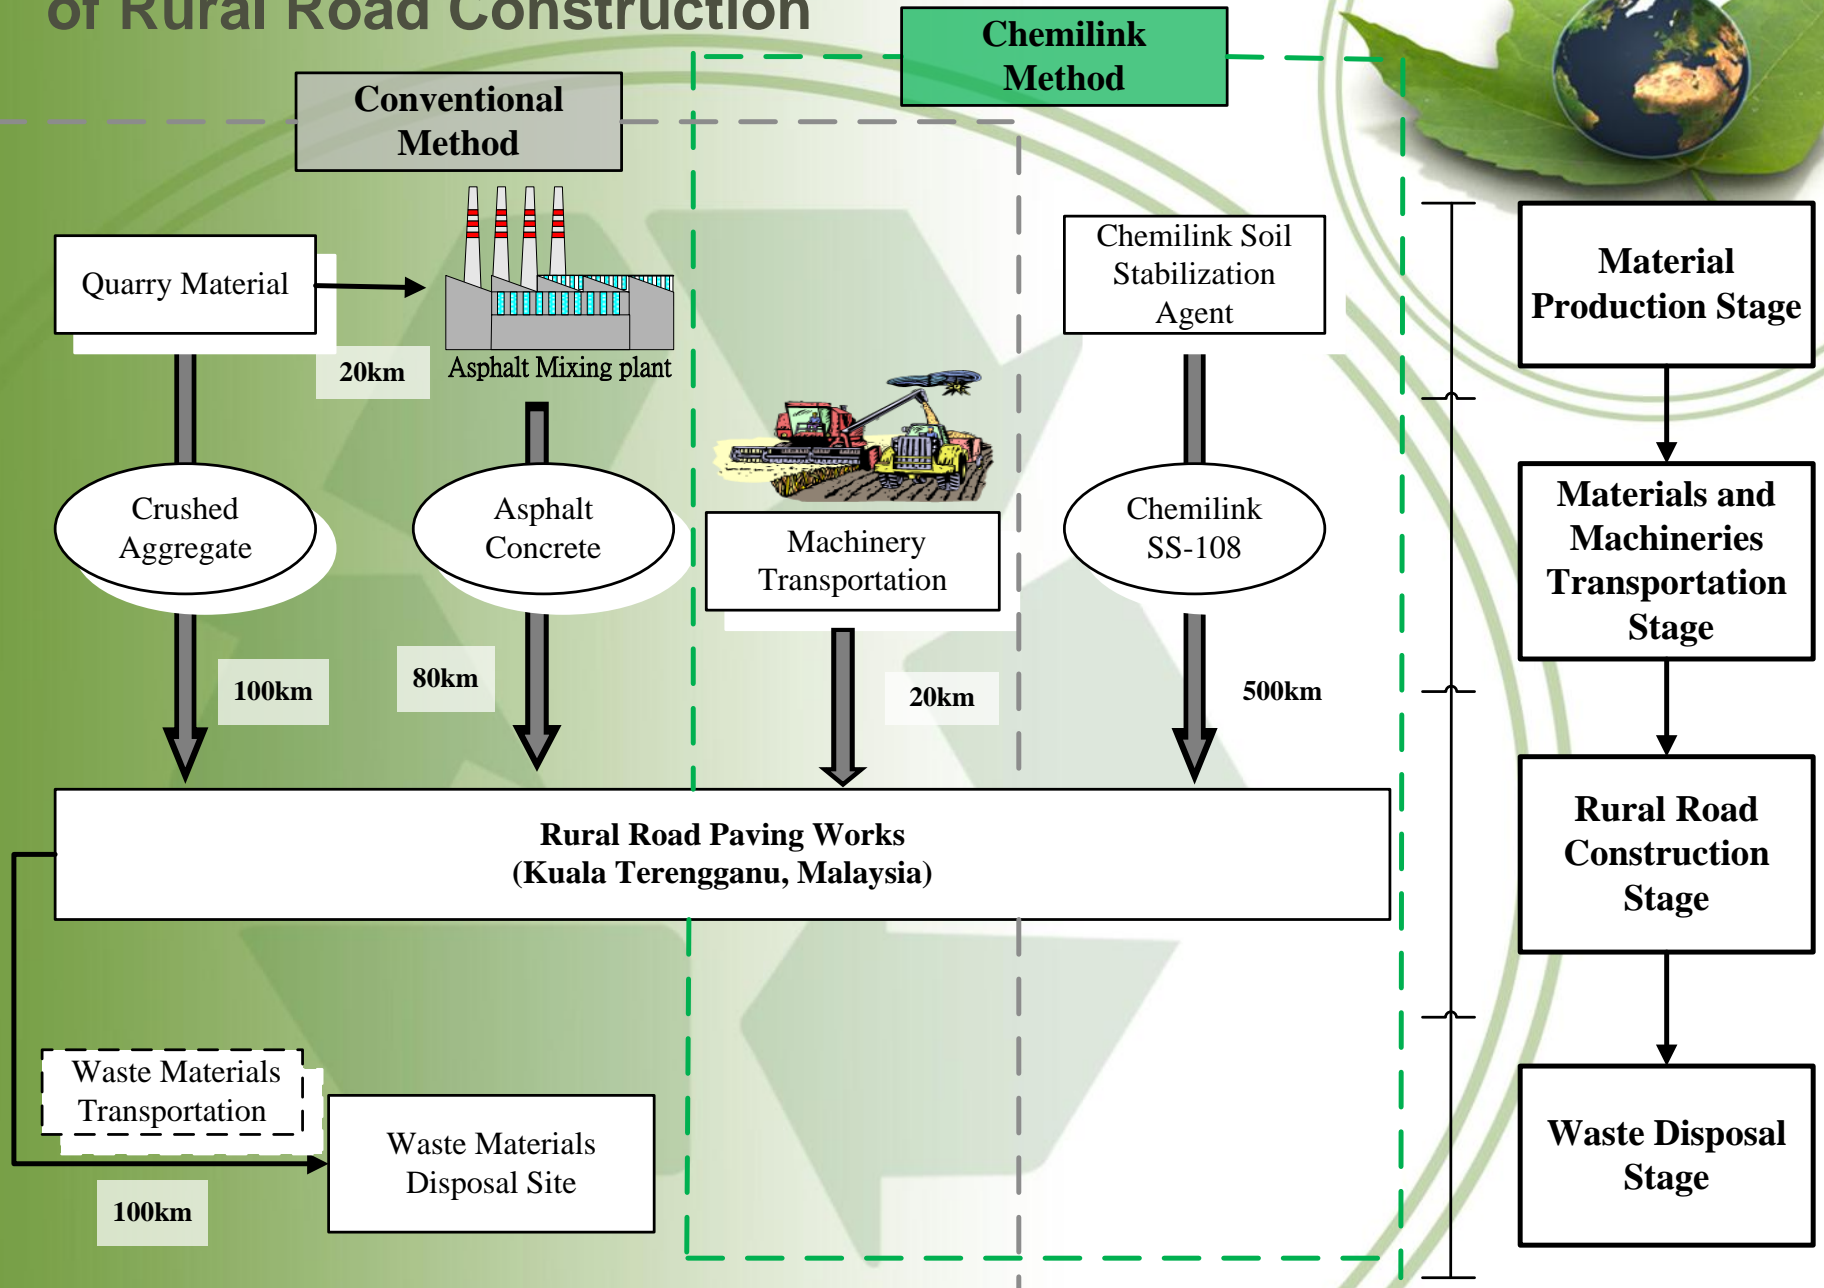 of Rural Road Construction
Chemilink
Method
Conventional
Method
Quarry Material
20km
Asphalt Mixing plant
Chemilink Soil
Stabilization
Agent
Material
Production Stage
Crushed
Aggregate
Asphalt
Concrete
Machinery
Transportation
Chemilink
SS-108
Materials and
Machineries
Transportation
Stage
100km
80km
20km
500km
Rural Road Paving Works
(Kuala Terengganu, Malaysia)
Rural Road
Construction
Stage
Waste Materials
Transportation
100km
Waste Materials
Disposal Site
Waste Disposal
Stage